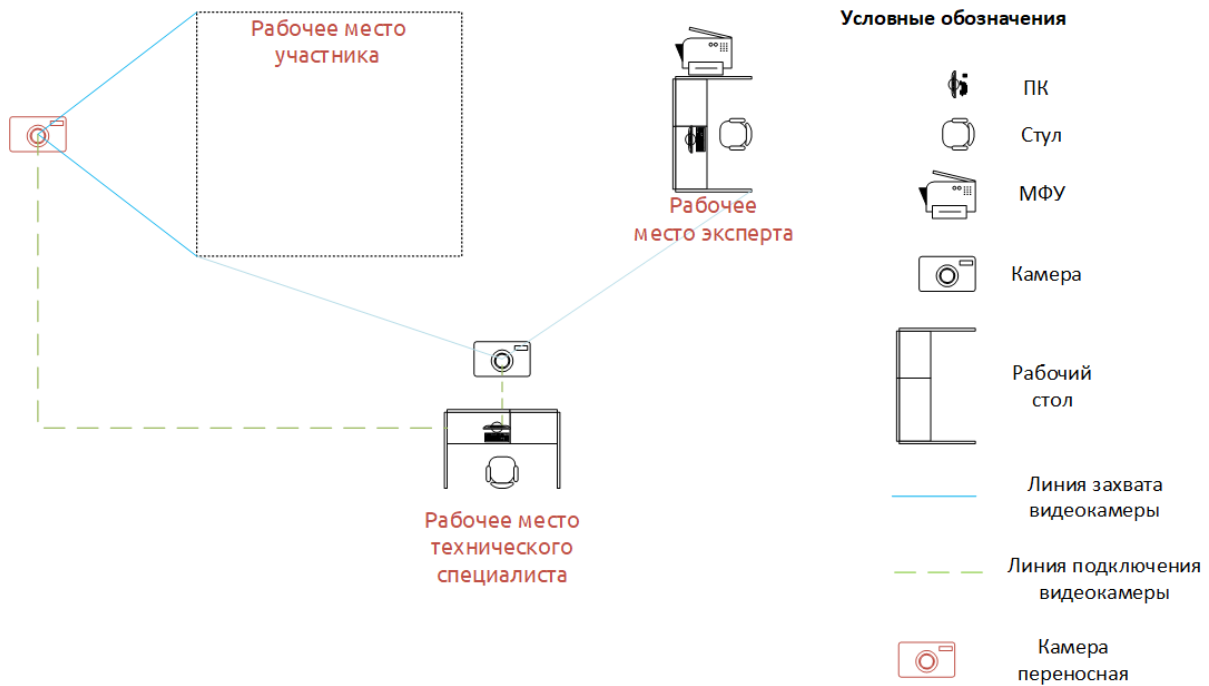 Рабочее место
участника
Рабочее
место эксперта
Рабочее место
технического
специалиста
Условные обозначения
ПК
Стул
МФУ
Камера
Рабочий
стол
Линия захвата
видеокамеры
Линия подключения
видеокамеры
Камера
переносная